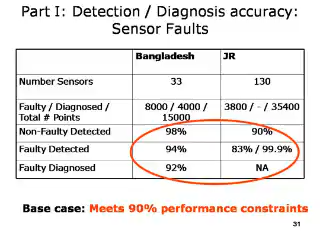 Part I: Detection / Diagnosis accuracy:
Sensor Faults
Bangladesh JR
Number Sensors 33 130
Faulty / Diagnosed / Total # Points 8000 / 4000 / 15000 3800 / - / 35400
Non-Faulty Detected 98% 90%
Faulty Detected 94% 83% / 99.9%
Faulty Diagnosed 92% NA
Base case: Meets 90% performance constraints
31